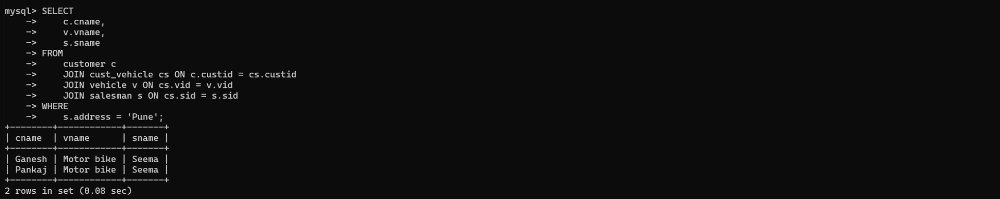 mysql> SELECT
    ->     c.cname,
    ->     v.vname,
    ->     s.sname
    -> FROM
    ->     customer c
    ->     JOIN cust_vehicle cs ON c.custid = cs.custid
    ->     JOIN vehicle v ON cs.vid = v.vid
    ->     JOIN salesman s ON cs.sid = s.sid
    -> WHERE
    ->     s.address = 'Pune';
+--------+------------+-------+
| cname  | vname      | sname |
+--------+------------+-------+
| Ganesh | Motor bike | Seema |
| Pankaj | Motor bike | Seema |
+--------+------------+-------+
2 rows in set (0.08 sec)